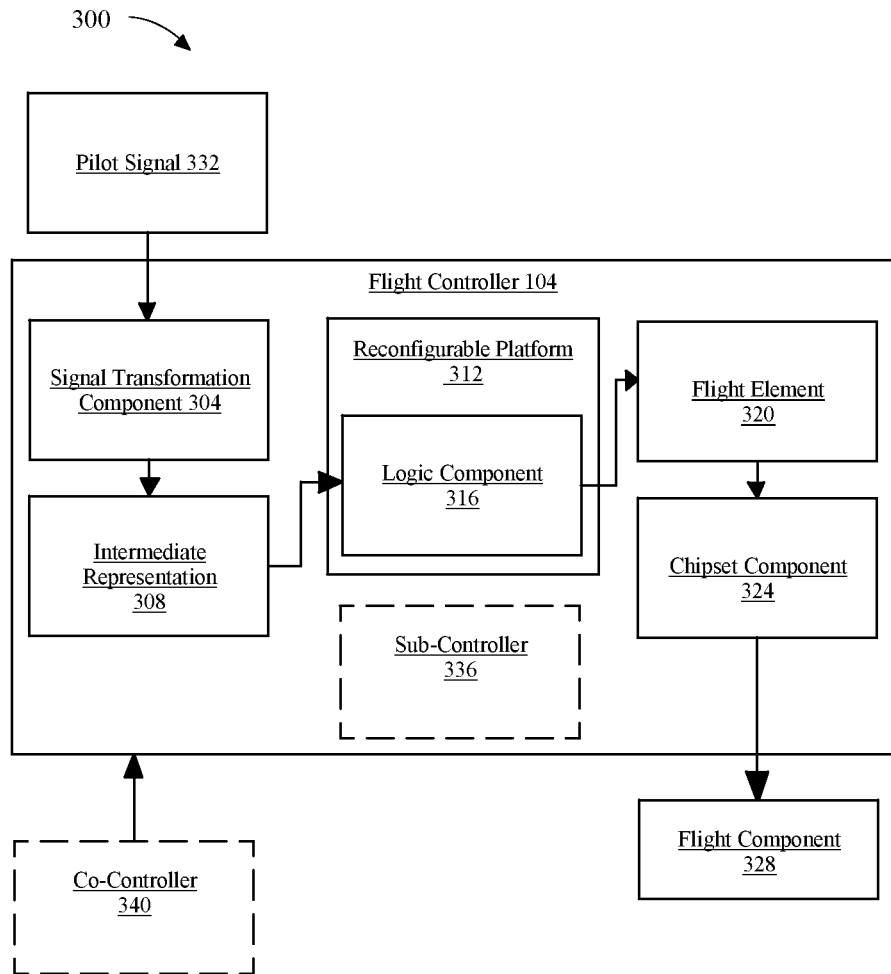 300
Pilot Signal 332
Flight Controller 104
Signal Transformation
Component 304
Reconfigurable Platform
312
Flight Element
320
Logic Component
316
Intermediate
Representation
308
Chipset Component
324
Sub-Controller
336
Flight Component
328
Co-Controller
340